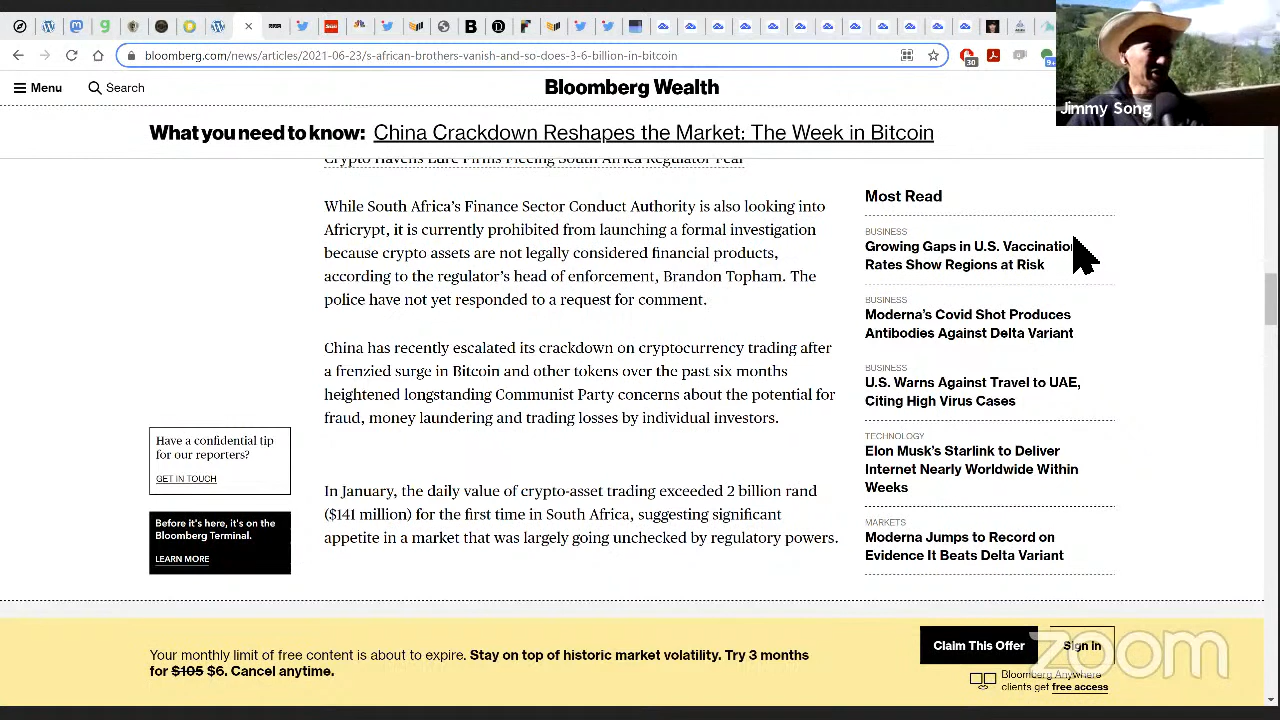 bloomberg.com/news/articles/2021-06-23/s-african-brothers-vanish-and-so-does-3-6-billion-in-bitcoin
30
9+
Jimmy Song
Menu
Search
Bloomberg Wealth
What you need to know: China Crackdown Reshapes the Market: The Week in Bitcoin
Crypto Havens Lure Firms Fleeing South Africa Regulator Fear
While South Africa's Finance Sector Conduct Authority is also looking into
Africrypt, it is currently prohibited from launching a formal investigation
because crypto assets are not legally considered financial products,
according to the regulator's head of enforcement, Brandon Topham. The
police have not yet responded to a request for comment.
China has recently escalated its crackdown on cryptocurrency trading after
a frenzied surge in Bitcoin and other tokens over the past six months
heightened longstanding Communist Party concerns about the potential for
fraud, money laundering and trading losses by individual investors.
In January, the daily value of crypto-asset trading exceeded 2 billion rand
($141 million) for the first time in South Africa, suggesting significant
appetite in a market that was largely going unchecked by regulatory powers.
Have a confidential tip
for our reporters?
GET IN TOUCH
Before it's here, it's on the
Bloomberg Terminal.
LEARN MORE
Most Read
BUSINESS
Growing Gaps in U.S. Vaccination
Rates Show Regions at Risk
BUSINESS
Moderna's Covid Shot Produces
Antibodies Against Delta Variant
BUSINESS
U.S. Warns Against Travel to UAE,
Citing High Virus Cases
TECHNOLOGY
Elon Musk's Starlink to Deliver
Internet Nearly Worldwide Within
Weeks
MARKETS
Moderna Jumps to Record on
Evidence It Beats Delta Variant
Your monthly limit of free content is about to expire. Stay on top of historic market volatility. Try 3 months
for $105 $6. Cancel anytime.
Claim This Offer
Sign In
Bloomberg Anywhere
clients get free access
zoom